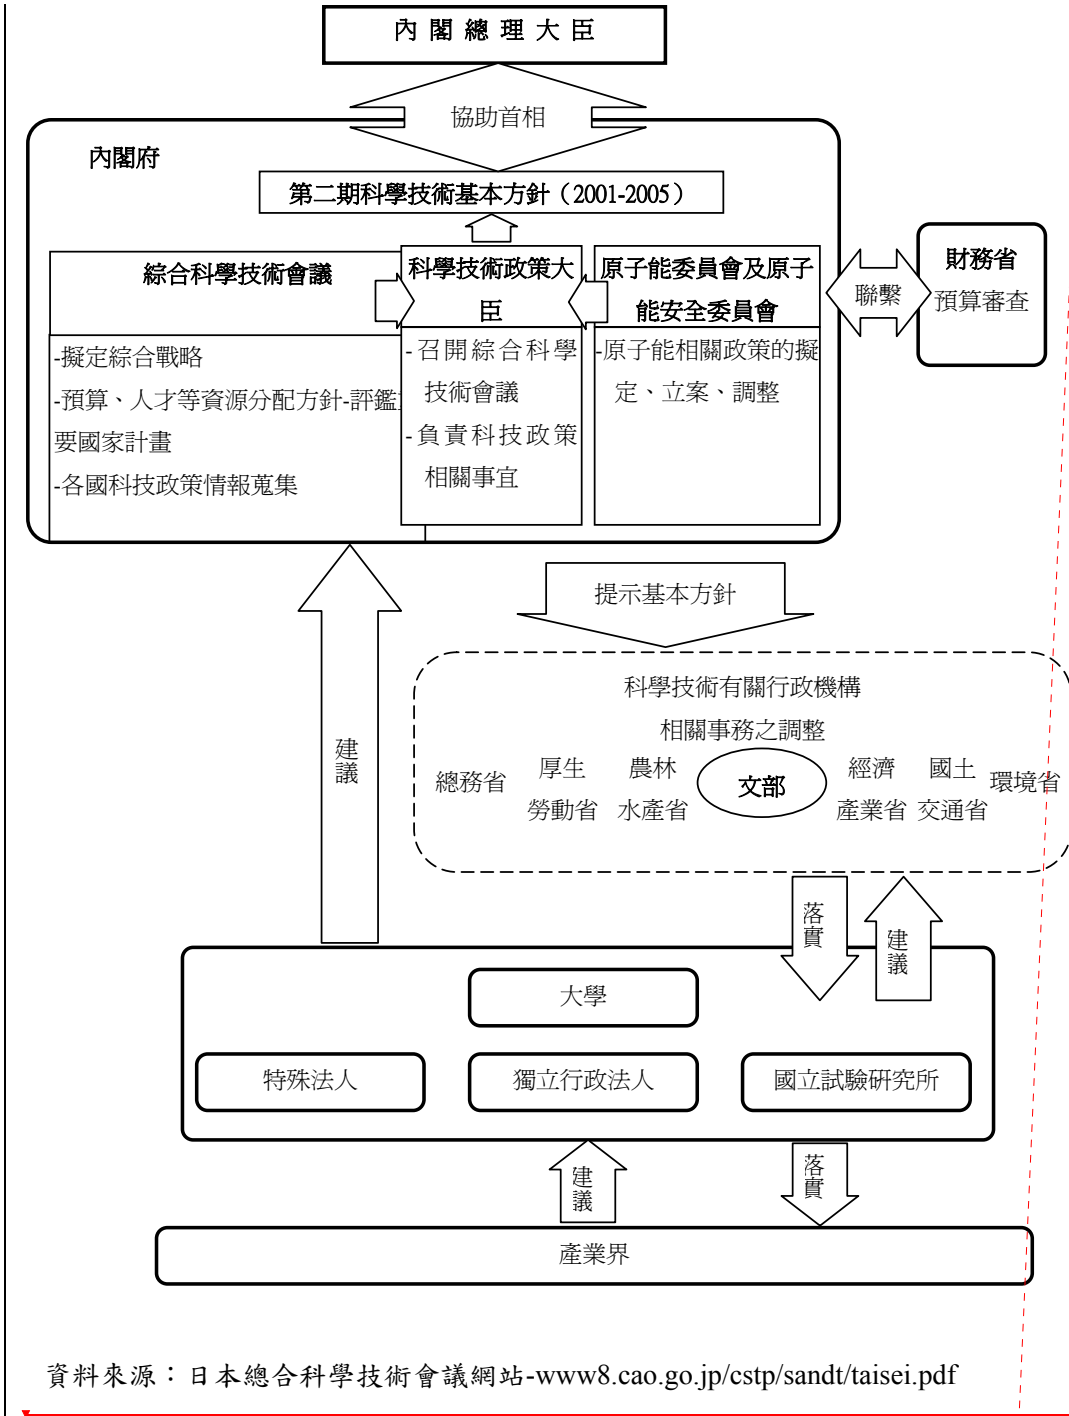 內閣總理大臣
協助首相
內閣府
第二期科學技術基本方針（2001-2005）
綜合科學技術會議
-擬定綜合戰略
-預算、人才等資源分配方針-評鑑
要國家計畫
-各國科技政策情報蒐集
科學技術政策大
臣
-召開綜合科學
技術會議
-負責科技政策
相關事宜
原子能委員會及原子
能安全委員會
-原子能相關政策的擬
定、立案、調整
聯繫
財務省
預算審查
提示基本方針
建
議
科學技術有關行政機構
相關事務之調整
總務省
厚生
勞動省
農林
水產省
文部
經濟
產業省
國土
交通省
環境省
落
實
建
議
大學
特殊法人
獨立行政法人
國立試驗研究所
建
議
落
實
產業界
資料來源：日本總合科學技術會議網站-www8.cao.go.jp/cstp/sandt/taisei.pdf